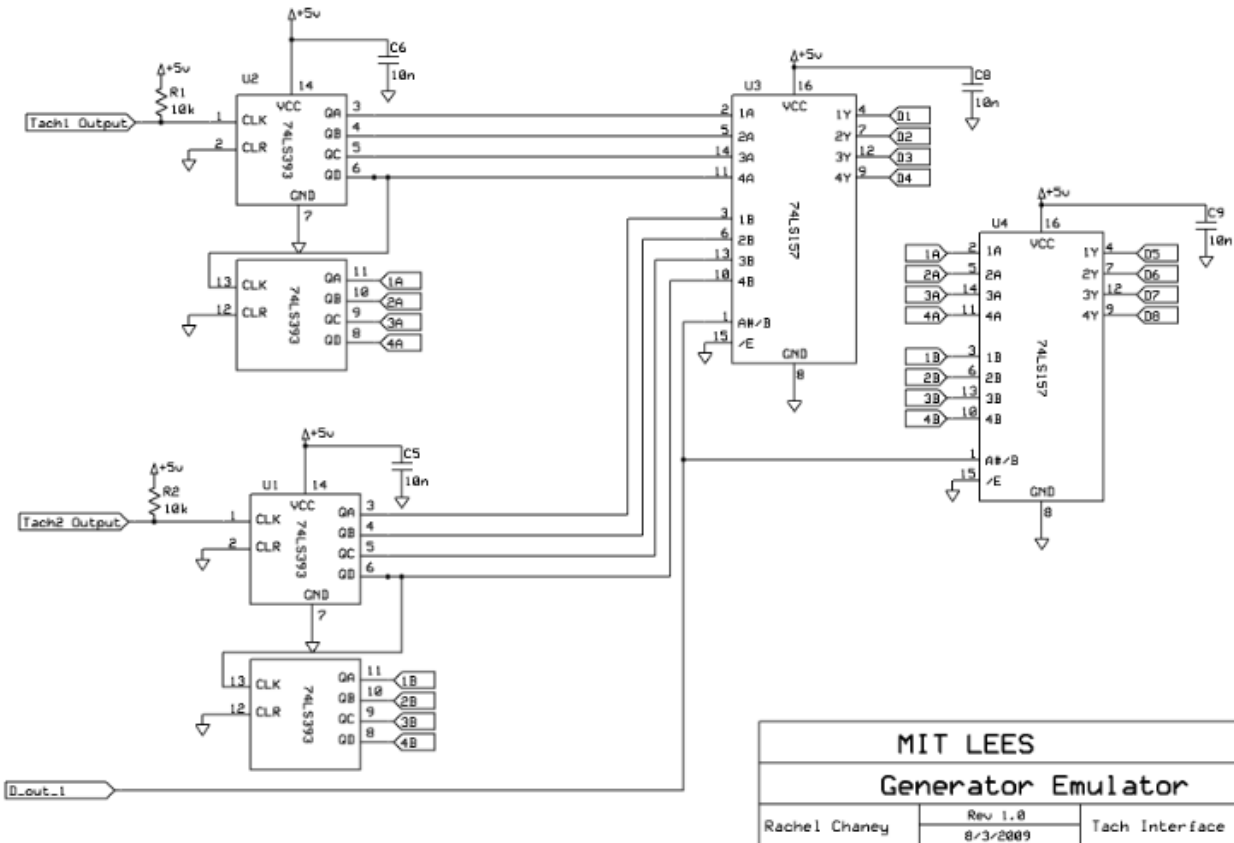 +5v
C6
10n
+5v
R1
10k
U2
14
Tach1 Output
1
CLK
VCC
QA
3
2
CLR
QB
4
QC
5
QD
6
74LS393
GND
7
13
CLK
QA
11
1A
12
CLR
QB
10
2A
QC
9
3A
QD
8
4A
74LS393
+5v
C8
10n
U3
16
VCC
2
1A
1Y
4
D1
5
2A
2Y
7
D2
14
3A
3Y
12
D3
11
4A
4Y
9
D4
3
1B
6
2B
13
3B
10
4B
74LS157
1
A#/B
15
/E
GND
8
+5v
C9
10n
U4
16
VCC
1A
2
1A
1Y
4
D5
2A
5
2A
2Y
7
D6
3A
14
3A
3Y
12
D7
4A
11
4A
4Y
9
D8
1B
3
1B
2B
6
2B
3B
13
3B
4B
10
4B
74LS157
1
A#/B
15
/E
GND
8
+5v
C5
10n
+5v
R2
10k
U1
14
Tach2 Output
1
CLK
VCC
QA
3
2
CLR
QB
4
QC
5
QD
6
74LS393
GND
7
13
CLK
QA
11
1B
12
CLR
QB
10
2B
QC
9
3B
QD
8
4B
74LS393
D_out_1
MIT LEES
Generator Emulator
Rachel Chaney
Rev 1.0
8/3/2009
Tach Interface